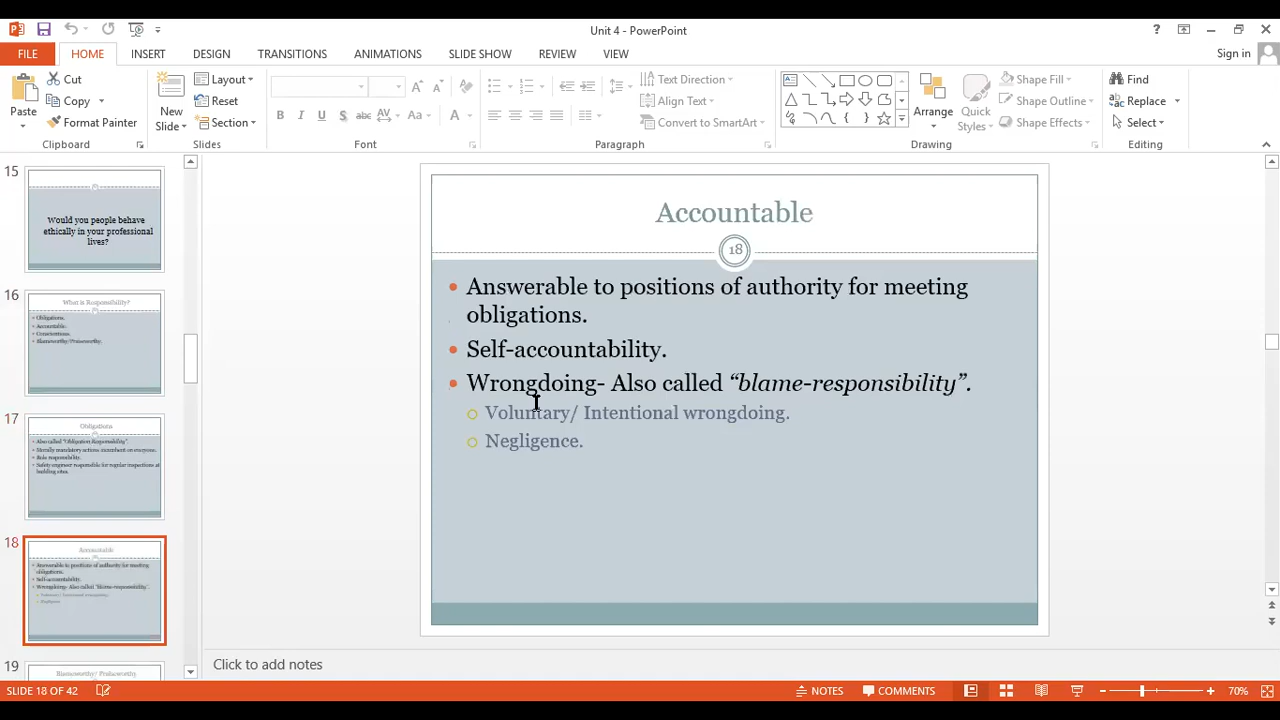 Unit 4 - PowerPoint
FILE HOME INSERT DESIGN TRANSITIONS ANIMATIONS SLIDE SHOW REVIEW VIEW Sign in
Paste Cut Copy Format Painter Clipboard
New Slide Layout Reset Section Slides
Font
Text Direction Align Text Convert to SmartArt Paragraph
Arrange Quick Styles Shape Fill Shape Outline Shape Effects Drawing
Find Replace Select Editing
15
Would you people behave
ethically in your professional
lives?
16
What is Responsibility?
Obligations.
Accountable.
Conscientious.
Blameworthy/Praiseworthy.
17
Obligations
Also called "Obligation Responsibility".
Morally mandatory actions incumbent on everyone.
Role responsibility.
Safety engineer responsible for regular inspections at
building sites.
18
Accountable
Answerable to positions of authority for meeting
obligations.
Self-accountability.
Wrongdoing- Also called "blame-responsibility".
Voluntary/ Intentional wrongdoing.
Negligence.
19
Blameworthy/ Praiseworthy
Accountable
18
Answerable to positions of authority for meeting
obligations.
Self-accountability.
Wrongdoing- Also called “blame-responsibility”.
Voluntary/ Intentional wrongdoing.
Negligence.
Click to add notes
SLIDE 18 OF 42 NOTES COMMENTS 70%